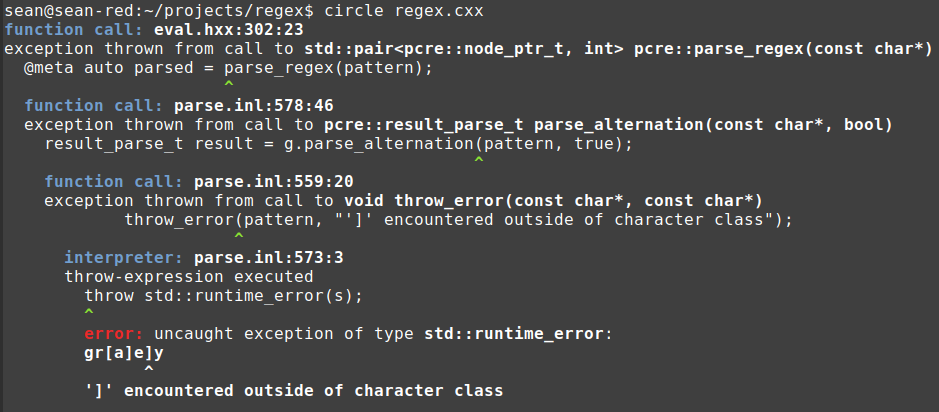 sean@sean-red:~/projects/regex$ circle regex.cxx
function call: eval.hxx:302:23
exception thrown from call to std::pair<pcre::node_ptr_t, int> pcre::parse_regex(const char*)
@meta auto parsed = parse_regex(pattern);
^
function call: parse.inl:578:46
exception thrown from call to pcre::result_parse_t parse_alternation(const char*, bool)
result_parse_t result = g.parse_alternation(pattern, true);
^
function call: parse.inl:559:20
exception thrown from call to void throw_error(const char*, const char*)
throw_error(pattern, "']' encountered outside of character class");
^
interpreter: parse.inl:573:3
throw-expression executed
throw std::runtime_error(s);
^
error: uncaught exception of type std::runtime_error:
gr[a]e]y
^
']' encountered outside of character class